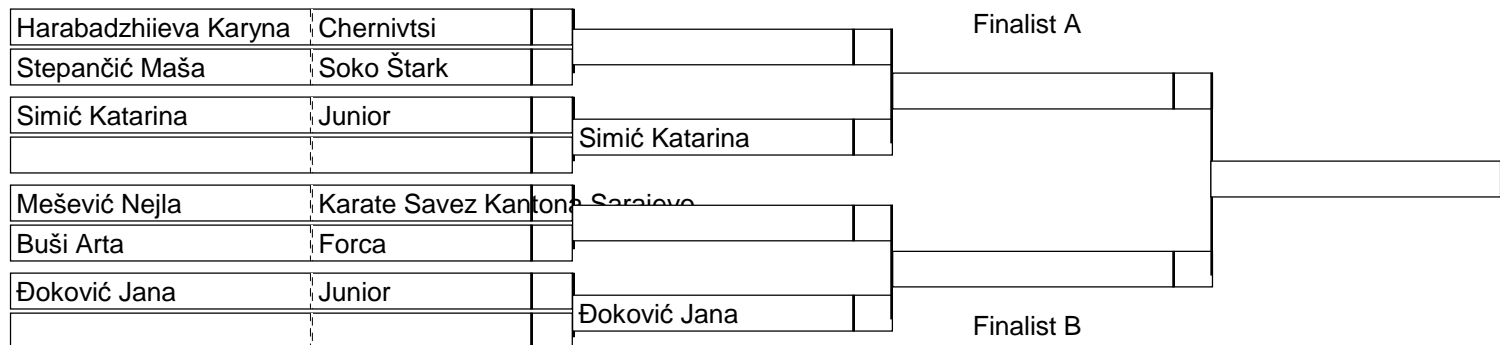 Harabadzhiieva Karyna Chernivtsi
Finalist A
Stepančić Maša Soko Štark
Simić Katarina Junior
Simić Katarina
Mešević Nejla Karate Savez Kantona Sarajevo
Buši Arta Forca
Đoković Jana Junior
Đoković Jana
Finalist B